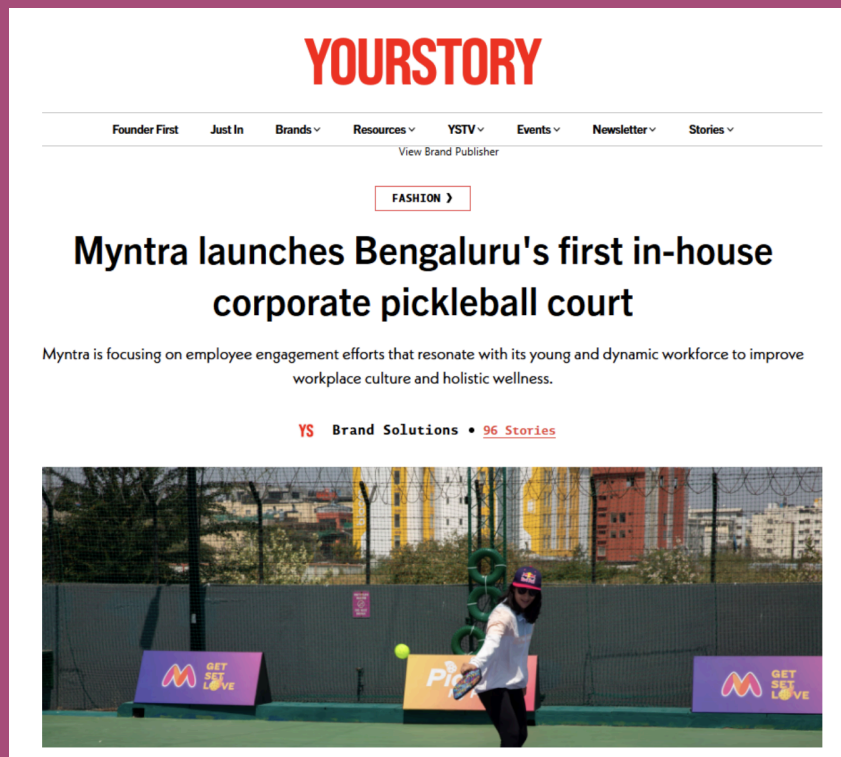 YOURSTORY
Founder First Just In Brands Resources YSTV Events Newsletter Stories
View Brand Publisher
FASHION
Myntra launches Bengaluru's first in-house
corporate pickleball court
Myntra is focusing on employee engagement efforts that resonate with its young and dynamic workforce to improve
workplace culture and holistic wellness.
YS Brand Solutions • 96 Stories
GET
SET
LOVE
GET
SET
LOVE